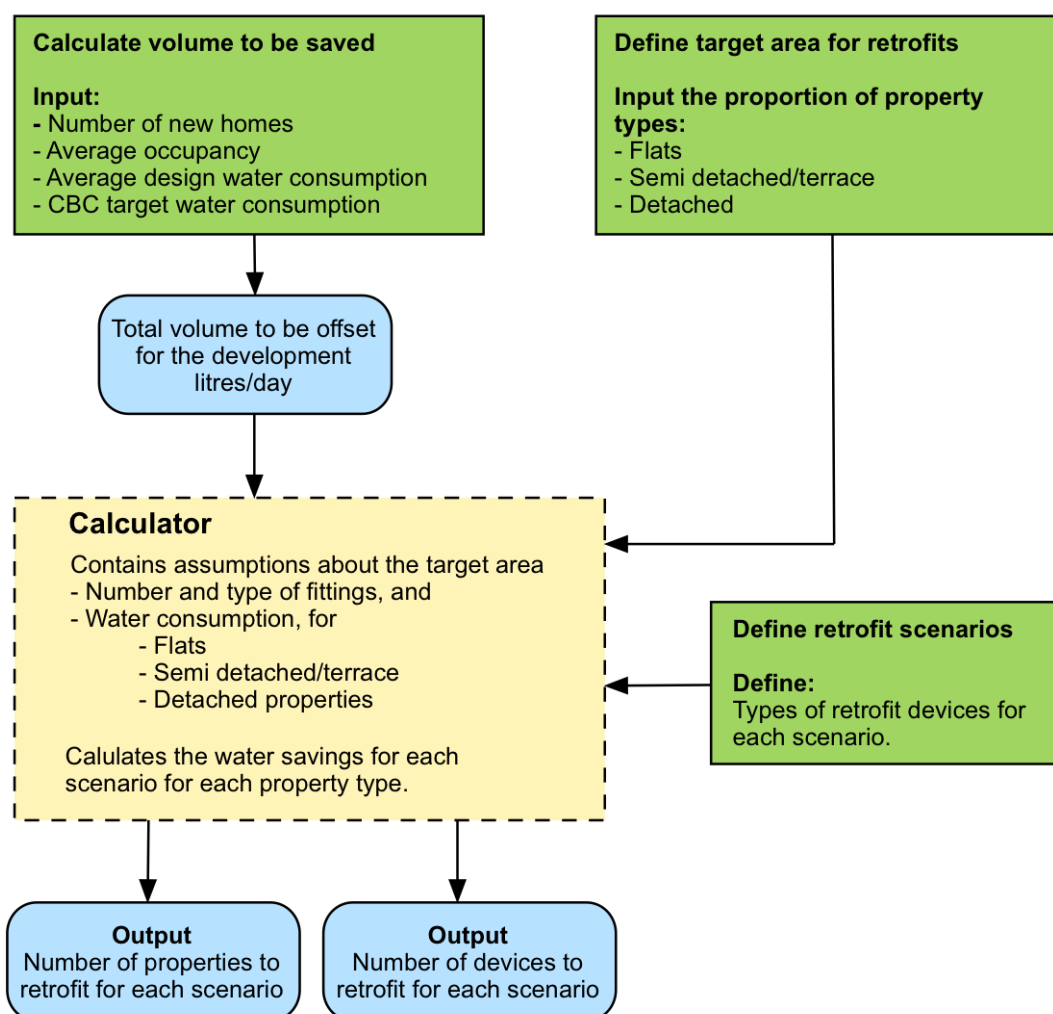 Calculate volume to be saved
Input:
- Number of new homes
- Average occupancy
- Average design water consumption
- CBC target water consumption
Define target area for retrofits
Input the proportion of property
types:
- Flats
- Semi detached/terrace
- Detached
Total volume to be offset
for the development
litres/day
Calculator
Contains assumptions about the target area
- Number and type of fittings, and
- Water consumption, for
- Flats
- Semi detached/terrace
- Detached properties
Calulates the water savings for each
scenario for each property type.
Define retrofit scenarios
Define:
Types of retrofit devices for
each scenario.
Output
Number of properties to
retrofit for each scenario
Output
Number of devices to
retrofit for each scenario